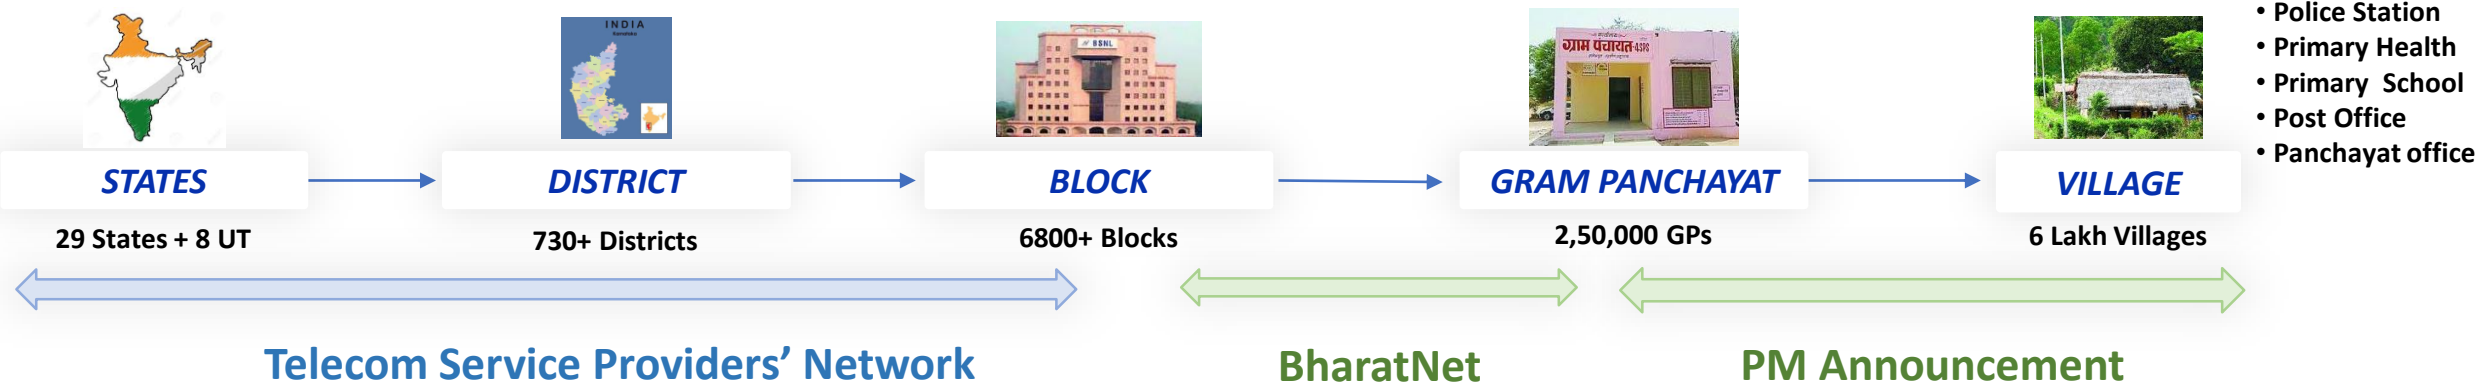 INDIA
Karnataka
BSNL
ग्राम पंचायत
• Police Station
• Primary Health
• Primary School
• Post Office
• Panchayat office
STATES
DISTRICT
BLOCK
GRAM PANCHAYAT
VILLAGE
29 States + 8 UT
730+ Districts
6800+ Blocks
2,50,000 GPs
6 Lakh Villages
Telecom Service Providers’ Network
BharatNet
PM Announcement